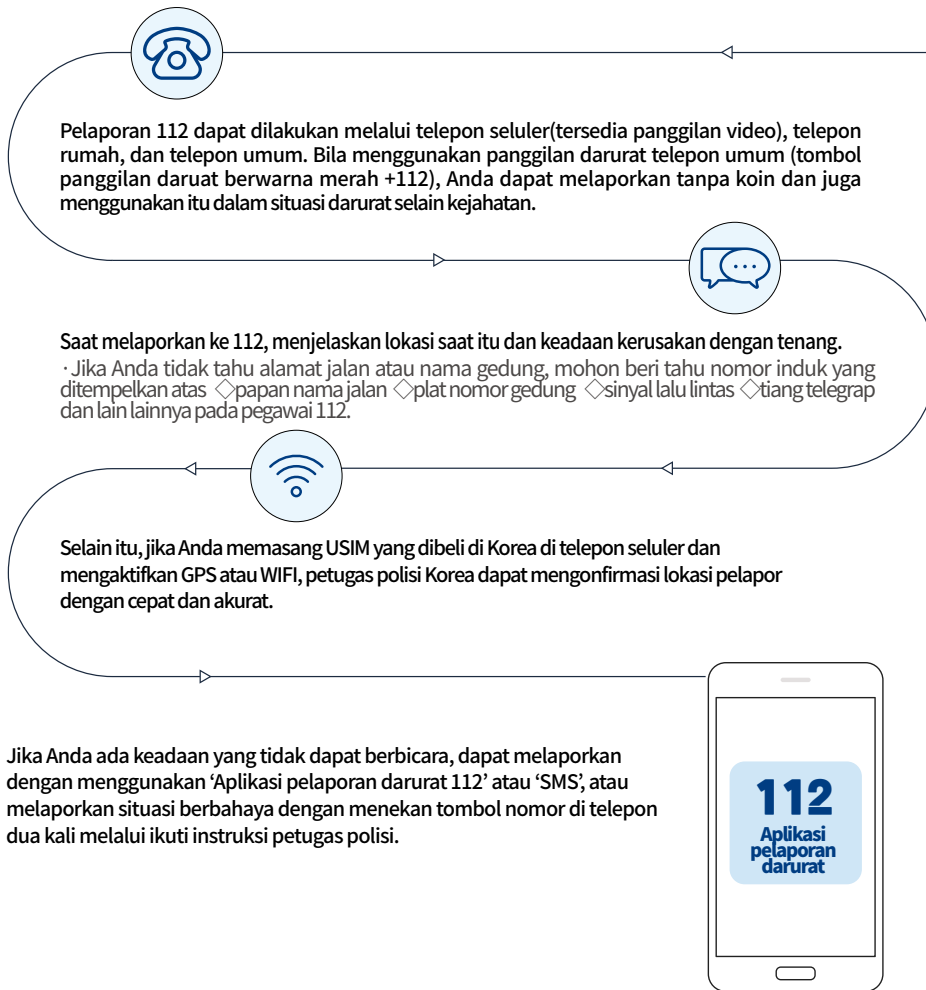 Pelaporan 112 dapat dilakukan melalui telepon seluler(tersedia panggilan video), telepon
rumah, dan telepon umum. Bila menggunakan panggilan darurat telepon umum (tombol
panggilan daruat berwarna merah +112), Anda dapat melaporkan tanpa koin dan juga
menggunakan itu dalam situasi darurat selain kejahatan.
Saat melaporkan ke 112, menjelaskan lokasi saat itu dan keadaan kerusakan dengan tenang.
·Jika Anda tidak tahu alamat jalan atau nama gedung, mohon beri tahu nomor induk yang
ditempelkan atas ◇papan nama jalan ◇plat nomor gedung ◇sinyal lalu lintas ◇tiang telegrap
dan lain lainnya pada pegawai 112.
Selain itu, jika Anda memasang USIM yang dibeli di Korea di telepon seluler dan
mengaktifkan GPS atau WIFI, petugas polisi Korea dapat mengonfirmasi lokasi pelapor
dengan cepat dan akurat.
Jika Anda ada keadaan yang tidak dapat berbicara, dapat melaporkan
dengan menggunakan ‘Aplikasi pelaporan darurat 112’ atau ‘SMS’, atau
melaporkan situasi berbahaya dengan menekan tombol nomor di telepon
dua kali melalui ikuti instruksi petugas polisi.
112
Aplikasi
pelaporan
darurat